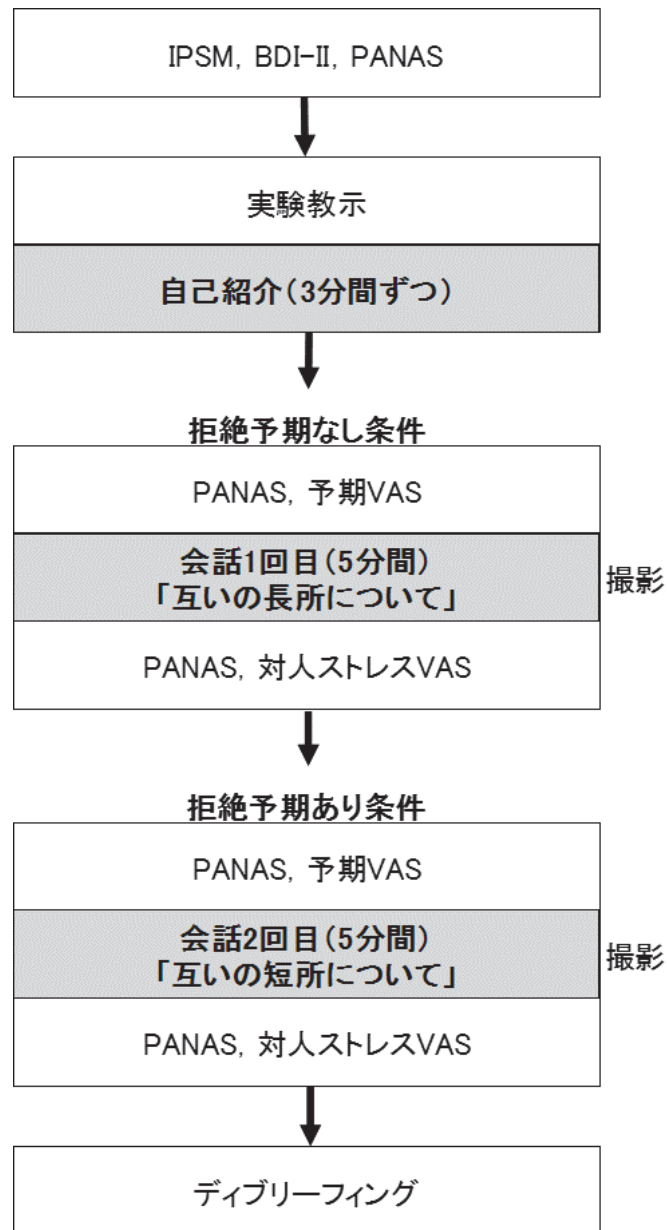 IPSM, BDI-II, PANAS
実験教示
自己紹介(3分間ずつ)
拒絶予期なし条件
PANAS, 予期VAS
会話1回目(5分間)
「互いの長所について」
撮影
PANAS, 対人ストレスVAS
拒絶予期あり条件
PANAS, 予期VAS
会話2回目(5分間)
「互いの短所について」
撮影
PANAS, 対人ストレスVAS
ディブリーフィング